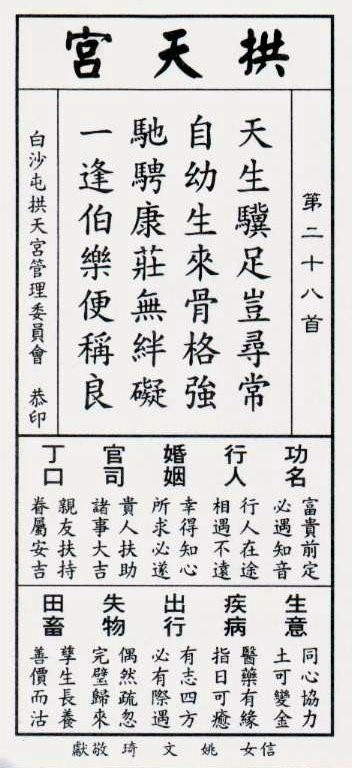 拱天宮
第二十八首
天生驥足豈尋常
自幼生來骨格強
馳騁康莊無絆礙
一逢伯樂便稱良
白沙屯拱天宮管理委員會　恭印
功名
富貴前定
必遇知音
行人
行人在途
相遇不遠
婚姻
幸得知心
所求必遂
官司
貴人扶助
諸事大吉
丁口
親友扶持
眷屬安吉
生意
同心協力
土可變金
疾病
醫藥有緣
指日可癒
出行
有志四方
必有際遇
失物
偶然疏忽
完璧歸來
田畜
孳生長養
善價而沽
信女　姚文琦　敬獻